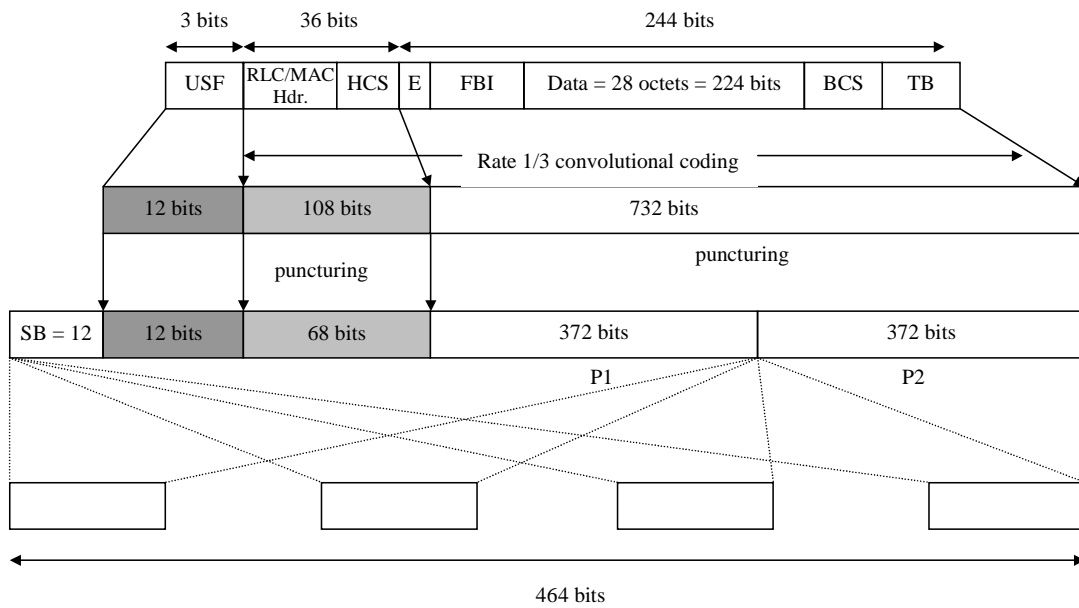 3 bits 36 bits 244 bits
USF RLC/MAC Hdr. HCS E FBI Data = 28 octets = 224 bits BCS TB
Rate 1/3 convolutional coding
12 bits 108 bits 732 bits
puncturing puncturing
SB = 12 12 bits 68 bits 372 bits 372 bits
P1 P2
464 bits